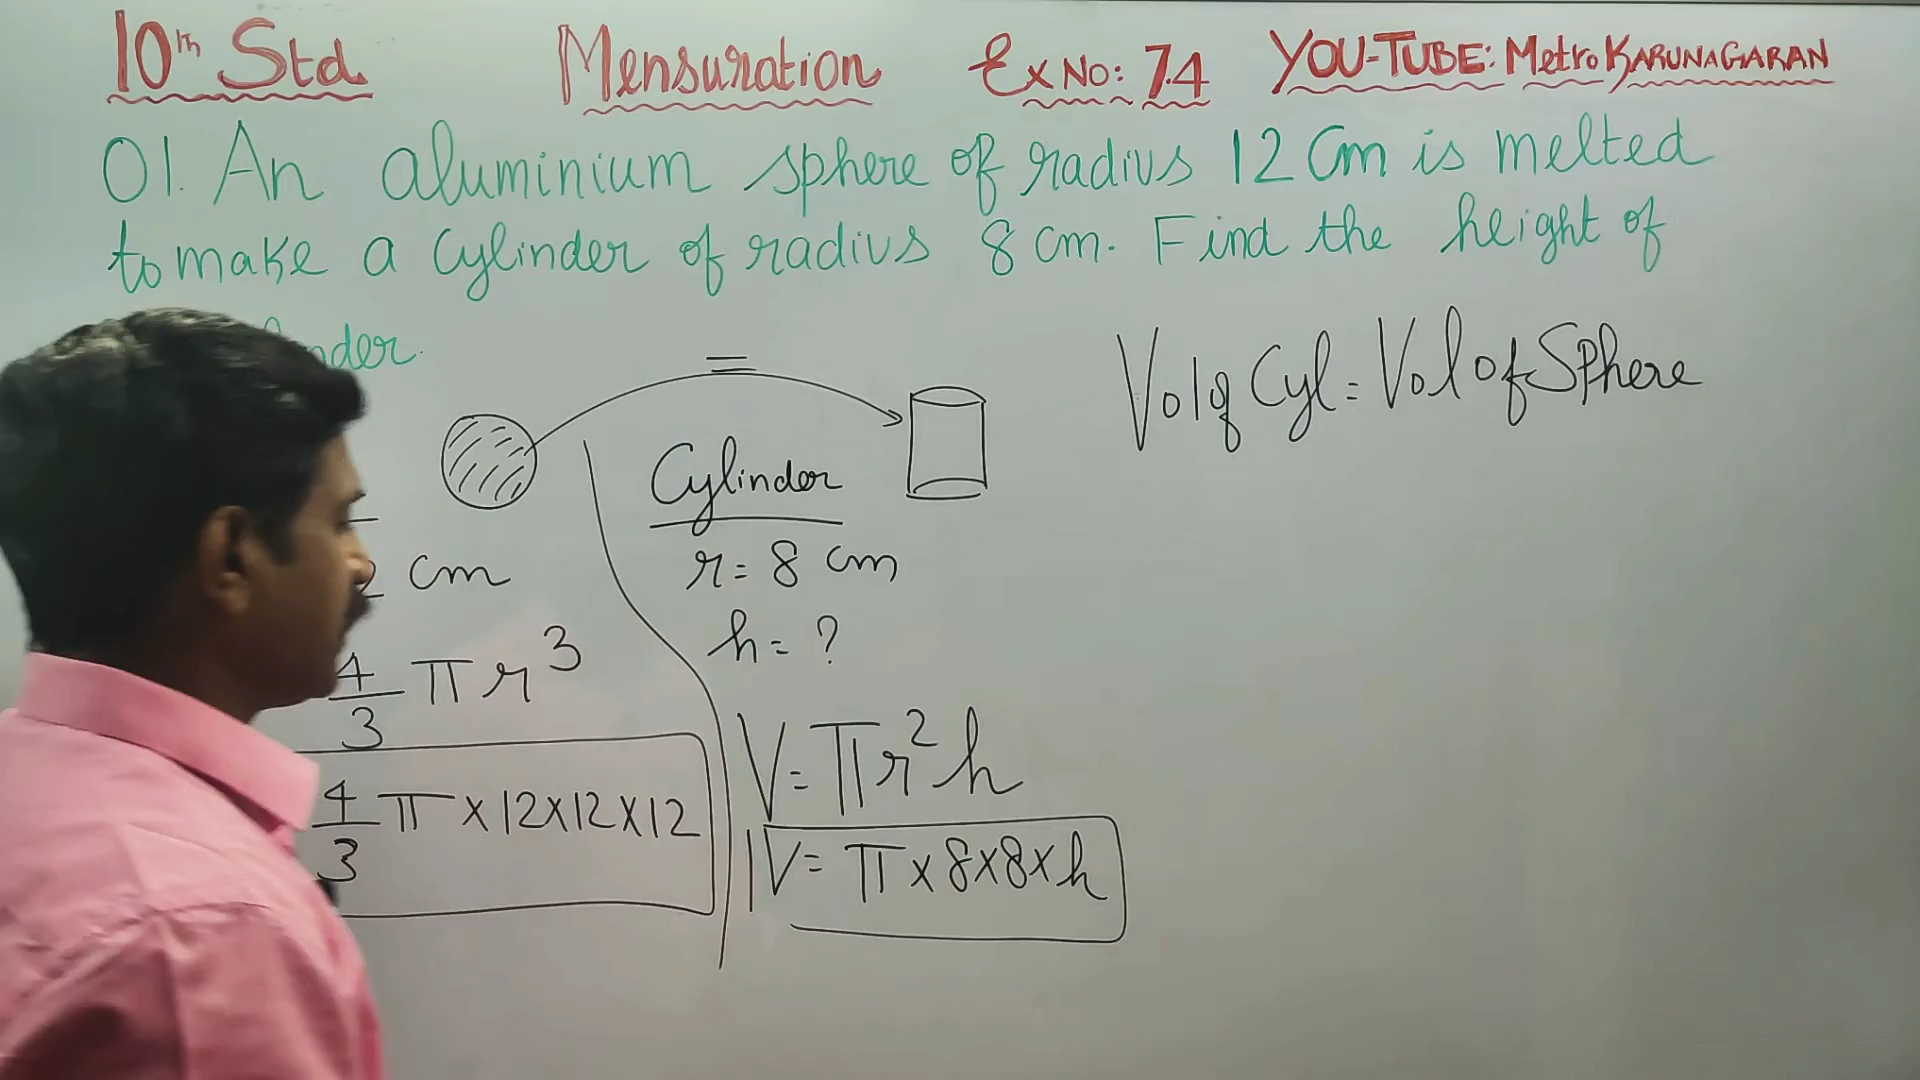 10th Std Mensuration Ex No: 7.4 YOU-TUBE: Metro KARUNAGARAN
01. An aluminium sphere of radius 12 Cm is melted
to make a Cylinder of radius 8 cm. Find the height of
Vol of Cyl = Vol of Sphere
Cylinder
cm
r = 8 cm
h = ?
4/3 π r³
V = π r² h
4/3 π × 12 × 12 × 12
V = π × 8 × 8 × h